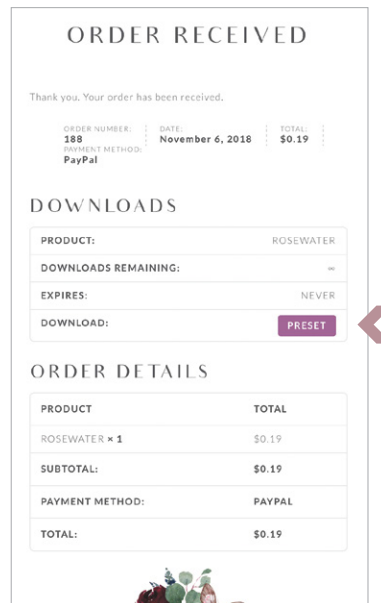 ORDER RECEIVED
Thank you. Your order has been received.
ORDER NUMBER: DATE: TOTAL:
188 November 6, 2018 $0.19
PAYMENT METHOD:
PayPal
DOWNLOADS
PRODUCT: ROSEWATER
DOWNLOADS REMAINING: ∞
EXPIRES: NEVER
DOWNLOAD: PRESET
ORDER DETAILS
PRODUCT TOTAL
ROSEWATER × 1 $0.19
SUBTOTAL: $0.19
PAYMENT METHOD: PAYPAL
TOTAL: $0.19